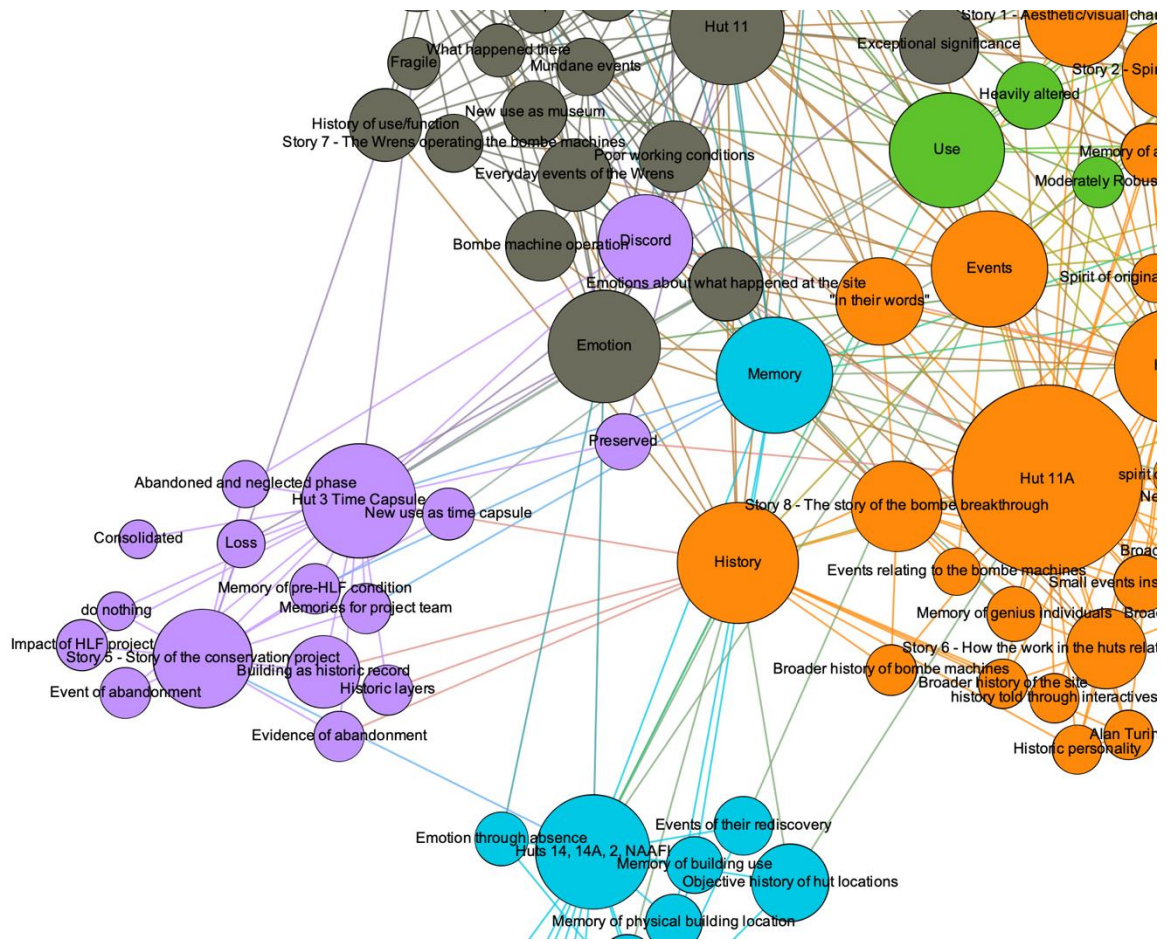 Story 1 - Aesthetic/visual
Hut 11
Exceptional significance
What happened there
Fragile
Mundane events
Story 2 -
Heavily altered
New use as museum
History of use/function
Story 7 - The Wrens operating the bombe machines
Use
Poor working conditions
Memory of
Everyday events of the Wrens
Moderately Robus
Discord
Bombe machine operation
Events
Spirit of
Emotions about what happened at the site
"In their words"
Emotion
Memory
Preserved
Abandoned and neglected phase
Hut 3 Time Capsule
New use as time capsule
Hut 11A
spirit
Story 8 - The story of the bombe breakthrough
Consolidated
Loss
History
Events relating to the bombe machines
Small events
Memory of pre-HLF condition
Memories for project team
do nothing
Memory of genius individuals
Impact of HLF project
Story 5 - Story of the conservation project
Story 6 - How the work in the huts
Building as historic record
Broader history of bombe machines
Broader history of the site
Historic layers
Event of abandonment
history told through interactives
Evidence of abandonment
Alan
Historic personality
Events of their rediscovery
Emotion through absence
Huts 14, 14A, 2, NAAFI
Memory of building use
Objective history of hut locations
Memory of physical building location